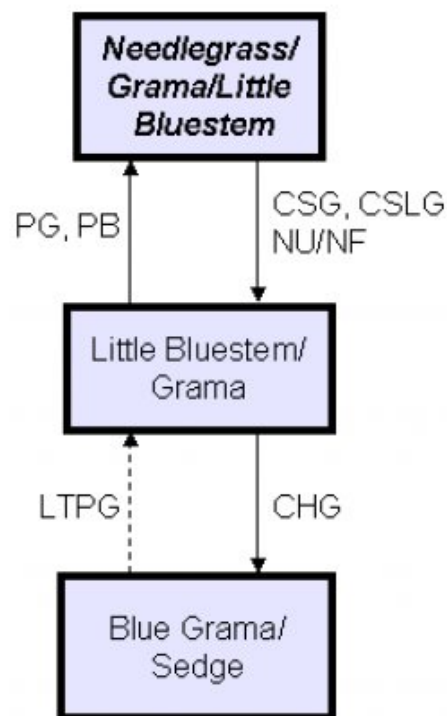 Needlegrass/
Grama/Little
Bluestem
PG, PB
CSG, CSLG
NU/NF
Little Bluestem/
Grama
LTPG
CHG
Blue Grama/
Sedge